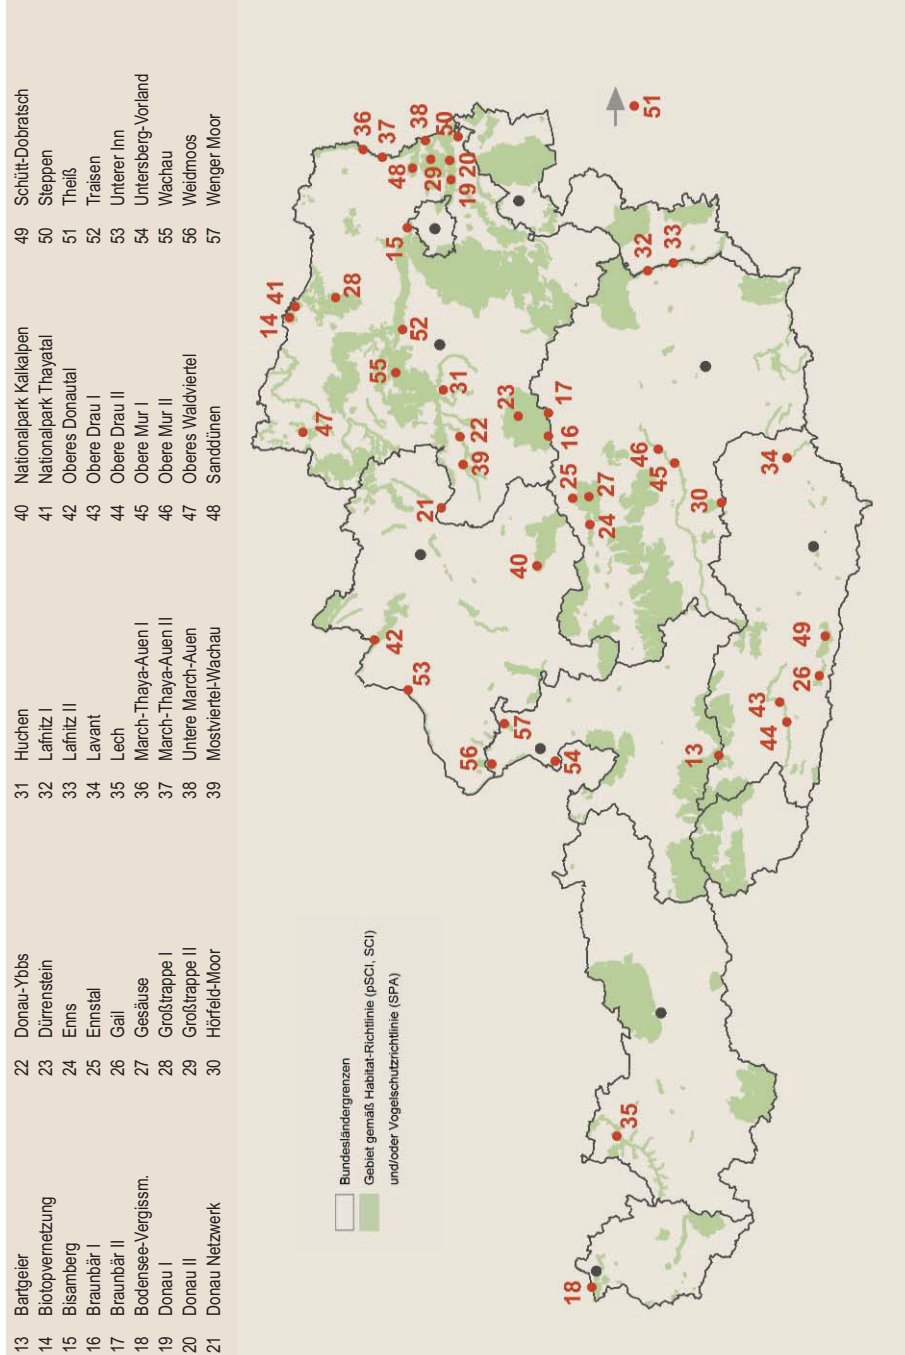 13 Bartgeier
14 Biotopvernetzung
15 Bisamberg
16 Braunbär I
17 Braunbär II
18 Bodensee-Vergissm.
19 Donau I
20 Donau II
21 Donau Netzwerk
22 Donau-Ybbs
23 Dürrenstein
24 Enns
25 Ennstal
26 Gail
27 Gesäuse
28 Großtrappe I
29 Großtrappe II
30 Hörfeld-Moor
31 Huchen
32 Lafnitz I
33 Lafnitz II
34 Lavant
35 Lech
36 March-Thaya-Auen I
37 March-Thaya-Auen II
38 Untere March-Auen
39 Mostviertel-Wachau
40 Nationalpark Kalkalpen
41 Nationalpark Thayatal
42 Oberes Donautal
43 Obere Drau I
44 Obere Drau II
45 Obere Mur I
46 Obere Mur II
47 Oberes Waldviertel
48 Sanddünen
49 Schütt-Dobratsch
50 Steppen
51 Theiß
52 Traisen
53 Unterer Inn
54 Untersberg-Vorland
55 Wachau
56 Weidmoos
57 Wenger Moor
Bundesländergrenzen
Gebiet gemäß Habitat-Richtlinie (pSCI, SCI)
und/oder Vogelschutzrichtlinie (SPA)
18
35
56
57
54
53
42
40
21
39
22
31
47
55
52
14
41
28
15
36
37
48
38
29
50
19
20
23
16
17
25
24
27
46
45
32
33
51
30
34
13
43
44
26
49